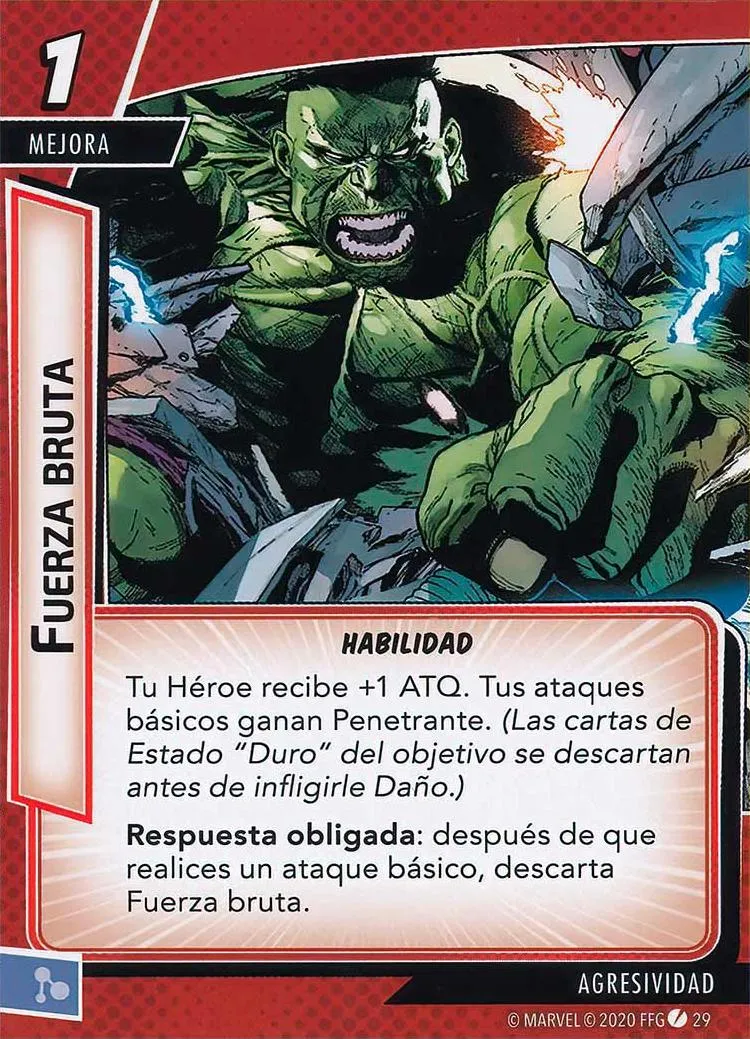 1
MEJORA
FUERZA BRUTA
HABILIDAD
Tu Héroe recibe +1 ATQ. Tus ataques
básicos ganan Penetrante. (Las cartas de
Estado “Duro” del objetivo se descartan
antes de infligirle Daño.)
Respuesta obligada: después de que
realices un ataque básico, descarta
Fuerza bruta.
AGRESIVIDAD
© MARVEL © 2020 FFG 29